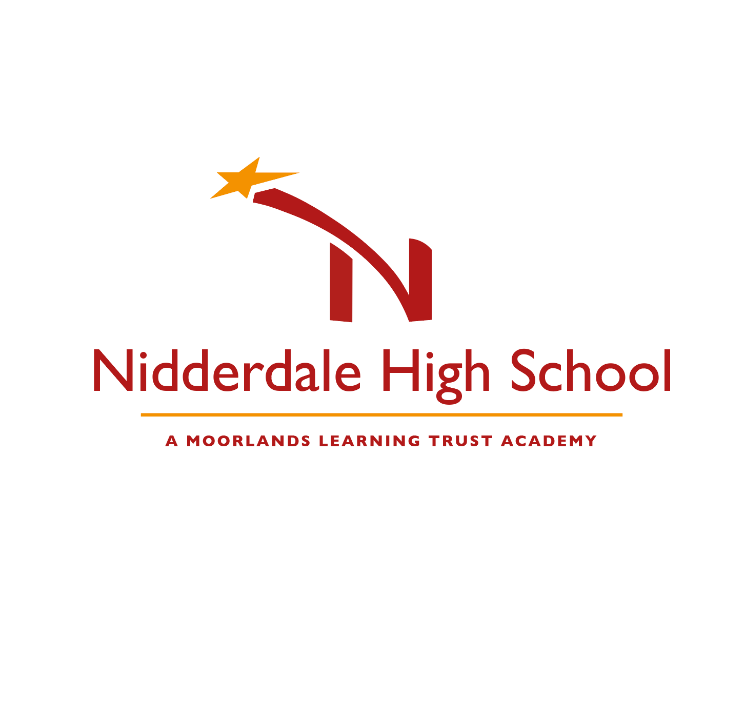 N
Nidderdale High School
A MOORLANDS LEARNING TRUST ACADEMY